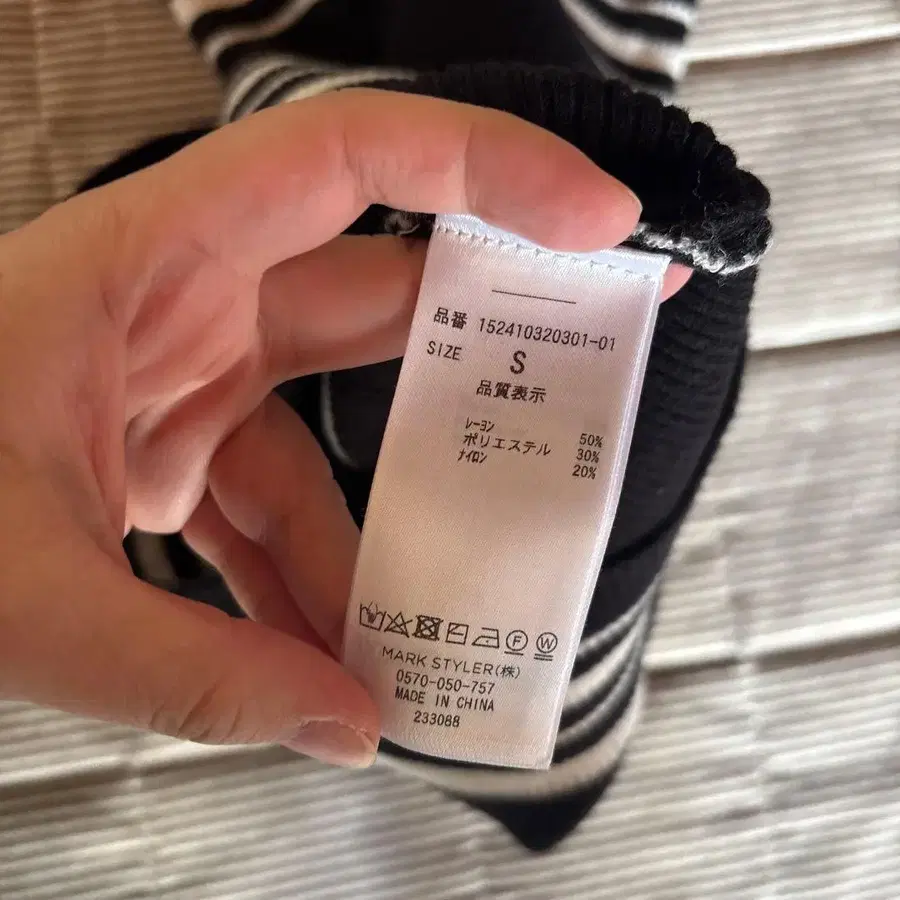 品番 152410320301-01
SIZE S
品質表示
レーヨン 50%
ポリエステル 30%
ナイロン 20%
F W
MARK STYLER(株)
0570-050-757
MADE IN CHINA
233088